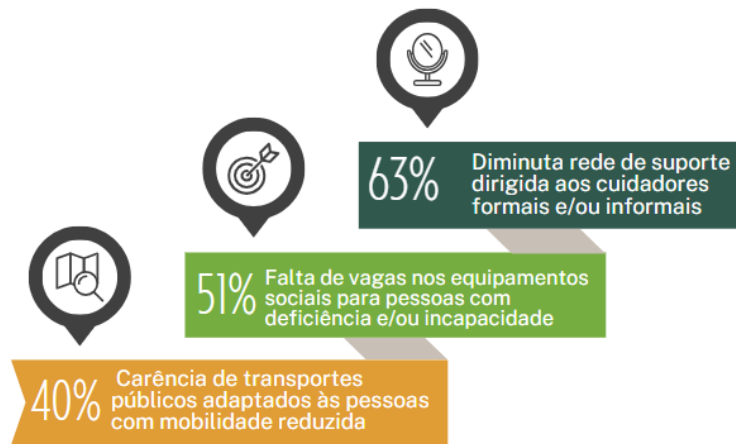 63%
Diminuta rede de suporte
dirigida aos cuidadores
formais e/ou informais
51%
Falta de vagas nos equipamentos
sociais para pessoas com
deficiência e/ou incapacidade
40%
Carência de transportes
públicos adaptados às pessoas
com mobilidade reduzida